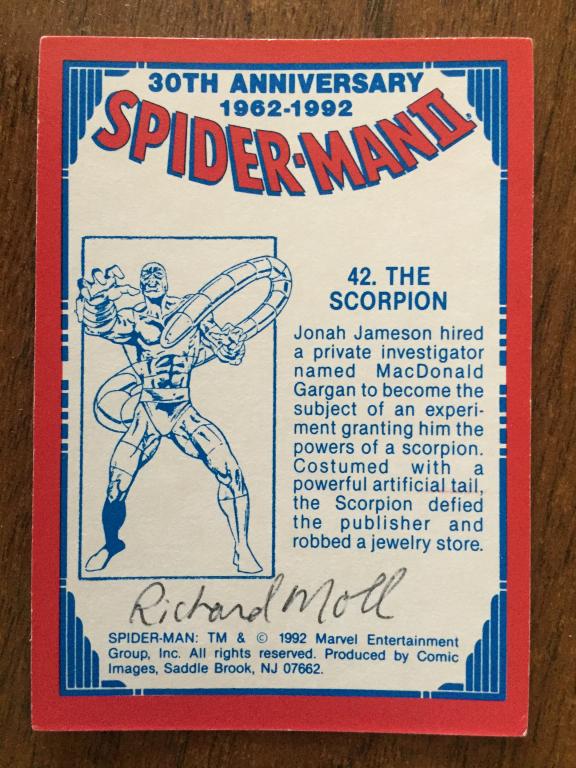 30TH ANNIVERSARY
1962-1992
SPIDER-MAN II®
42. THE
SCORPION
Jonah Jameson hired
a private investigator
named MacDonald
Gargan to become the
subject of an experi-
ment granting him the
powers of a scorpion.
Costumed with a
powerful artificial tail,
the Scorpion defied
the publisher and
robbed a jewelry store.
Richard Moll
SPIDER-MAN: TM & © 1992 Marvel Entertainment
Group, Inc. All rights reserved. Produced by Comic
Images, Saddle Brook, NJ 07662.